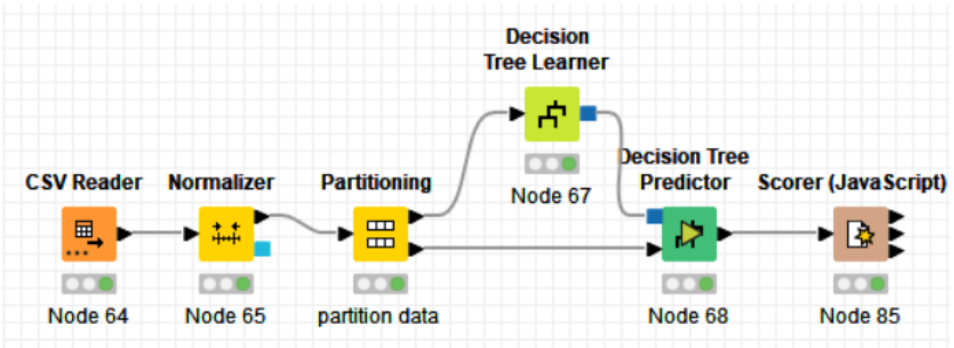 Decision
Tree Learner
Node 67
CSV Reader
Node 64
Normalizer
Node 65
Partitioning
partition data
Decision Tree
Predictor
Node 68
Scorer (JavaScript)
Node 85